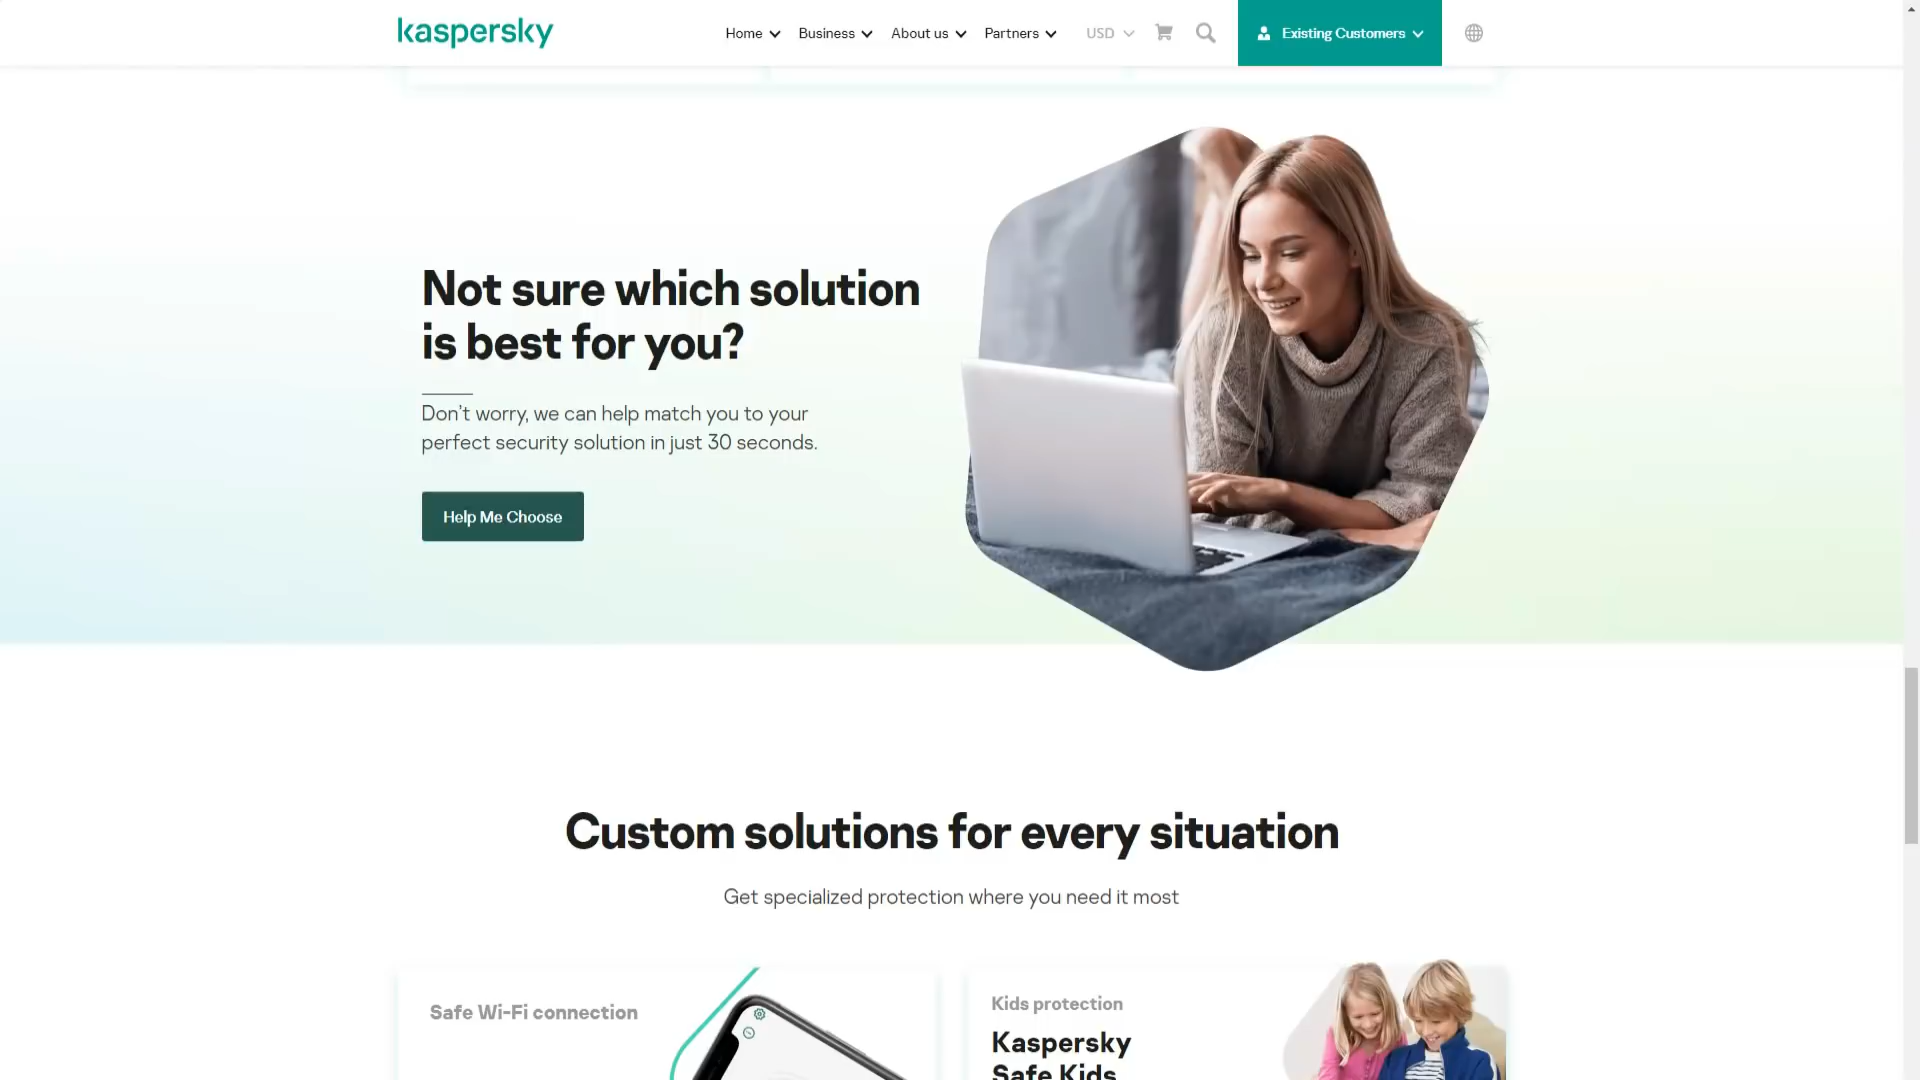 kaspersky
Home
Business
About us
Partners
USD
Existing Customers
Not sure which solution
is best for you?
Don't worry, we can help match you to your
perfect security solution in just 30 seconds.
Help Me Choose
Custom solutions for every situation
Get specialized protection where you need it most
Safe Wi-Fi connection
Kids protection
Kaspersky
Safe Kids